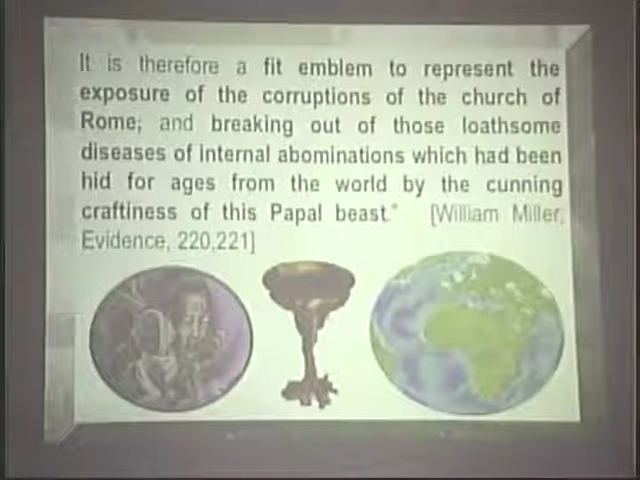 It is therefore a fit emblem to represent the
exposure of the corruptions of the church of
Rome; and breaking out of those loathsome
diseases of internal abominations which had been
hid for ages from the world by the cunning
craftiness of this Papal beast." [William Miller,
Evidence, 220,221]